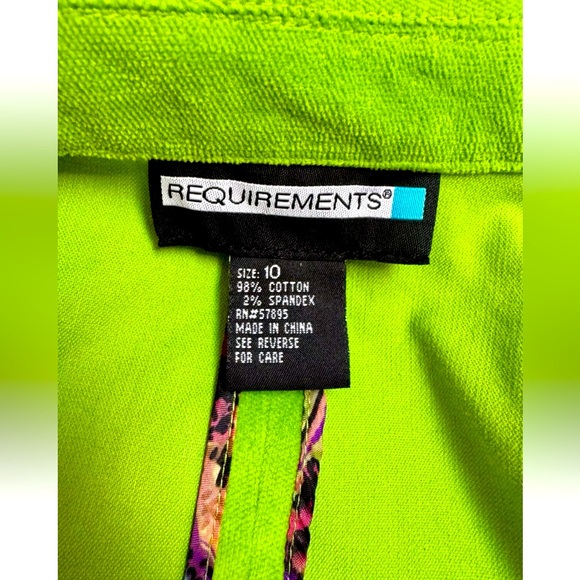 REQUIREMENTS®
SIZE: 10
98% COTTON
2% SPANDEX
RN#57895
MADE IN CHINA
SEE REVERSE
FOR CARE